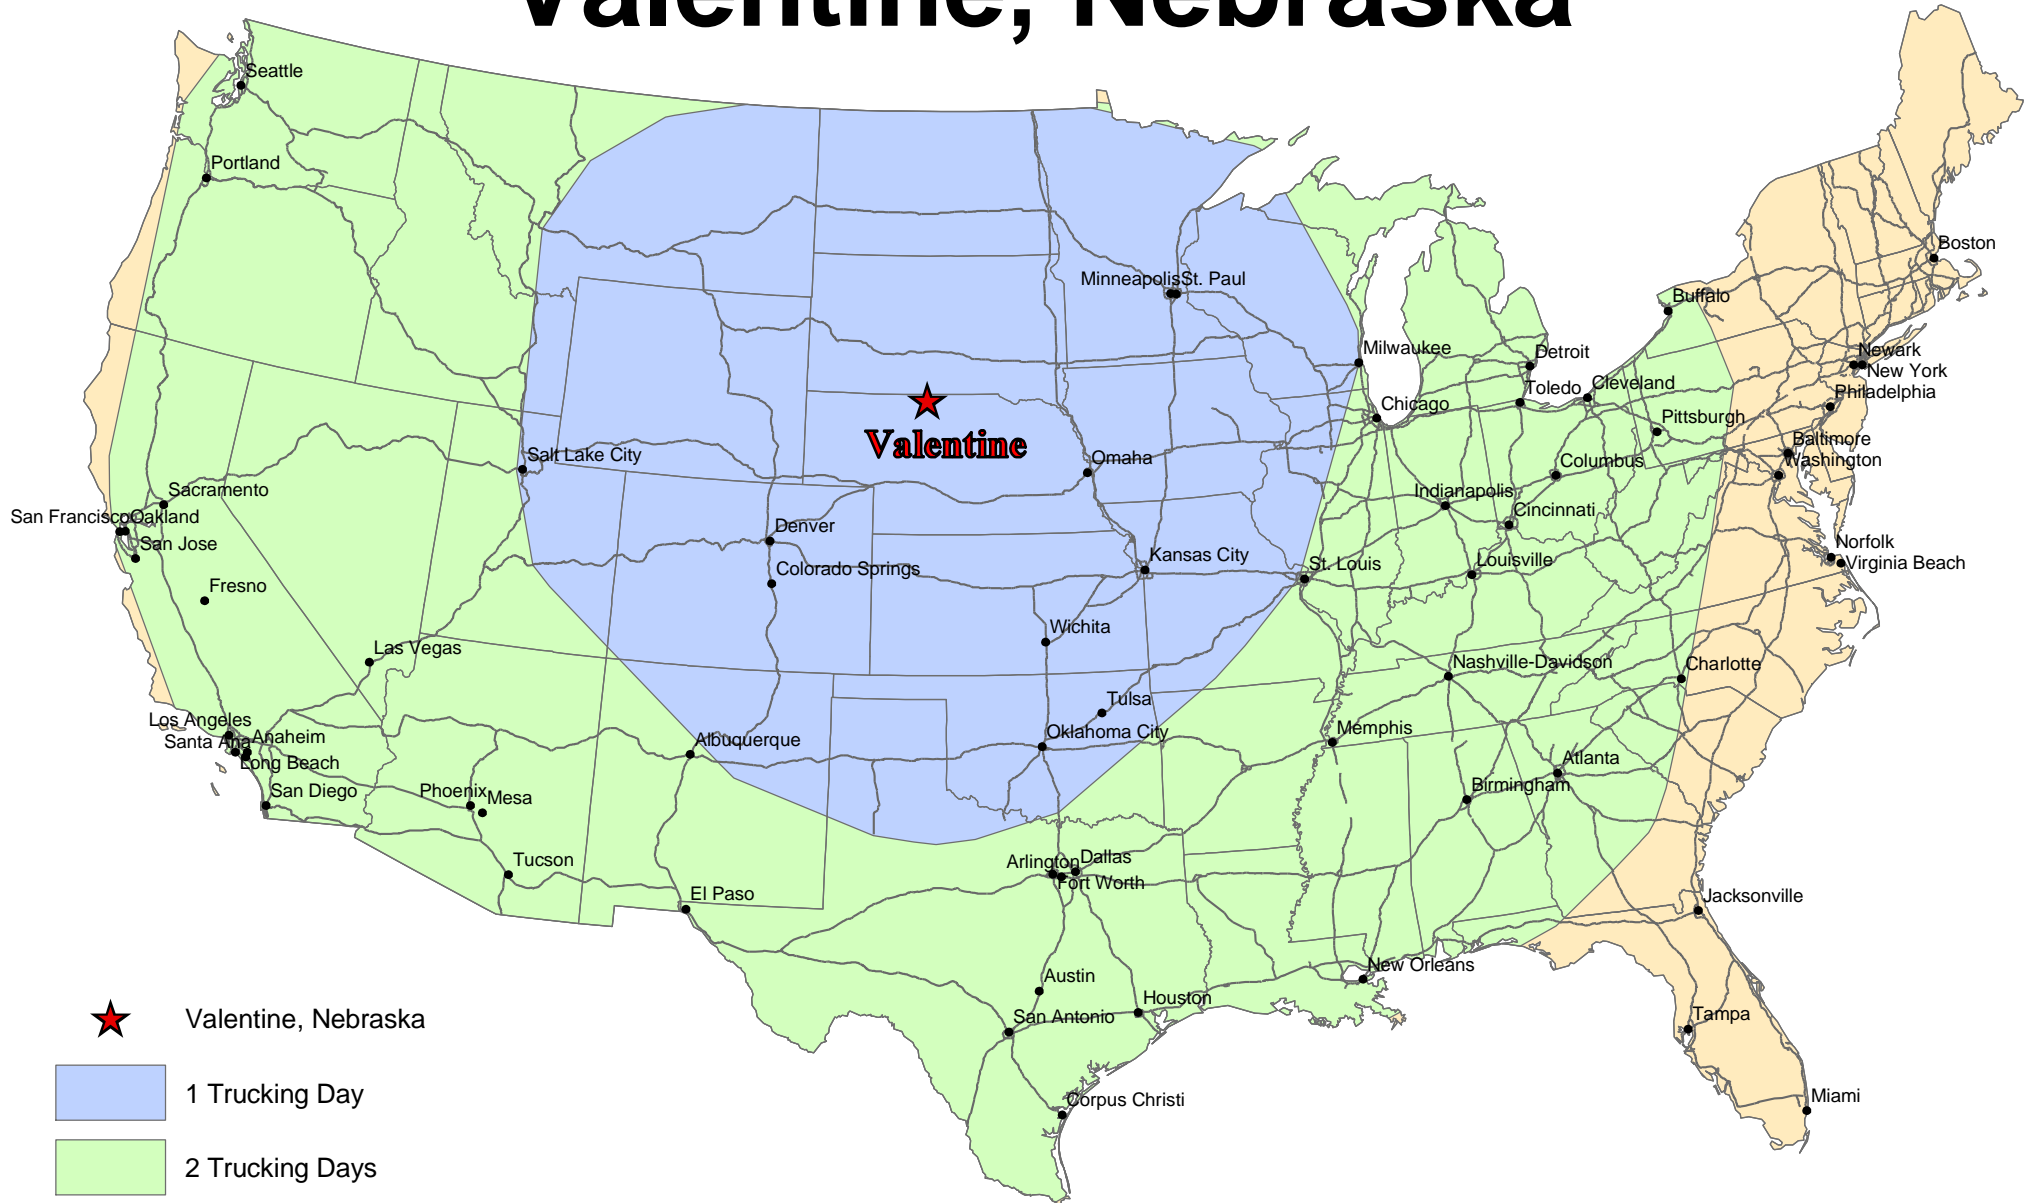 Valentine, Nebraska
Seattle
Portland
Boston
MinneapolisSt. Paul
Buffalo
Milwaukee
Detroit
Newark
New York
Toledo
Cleveland
Philadelphia
Chicago
Pittsburgh
Valentine
Baltimore
Washington
Salt Lake City
Omaha
Columbus
Sacramento
Indianapolis
San Francisco
Oakland
Cincinnati
Denver
San Jose
Norfolk
Kansas City
Virginia Beach
Colorado Springs
St. Louis
Louisville
Fresno
Wichita
Las Vegas
Nashville-Davidson
Charlotte
Tulsa
Los Angeles
Santa Ana
Anaheim
Albuquerque
Oklahoma City
Memphis
Long Beach
Atlanta
San Diego
Phoenix
Mesa
Birmingham
Tucson
Arlington
Dallas
Fort Worth
El Paso
Jacksonville
New Orleans
Austin
Houston
San Antonio
Tampa
Valentine, Nebraska
1 Trucking Day
Corpus Christi
Miami
2 Trucking Days